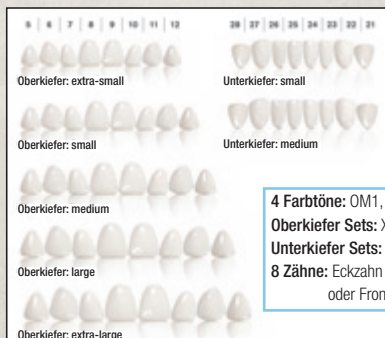 5 | 6 | 7 | 8 | 9 | 10 | 11 | 12
28 | 27 | 26 | 25 | 24 | 23 | 22 | 21
Oberkiefer: extra-small
Unterkiefer: small
Oberkiefer: small
Unterkiefer: medium
Oberkiefer: medium
Oberkiefer: large
Oberkiefer: extra-large
4 Farbtöne: OM1,
Oberkiefer Sets: X
Unterkiefer Sets:
8 Zähne: Eckzahn
oder Fron